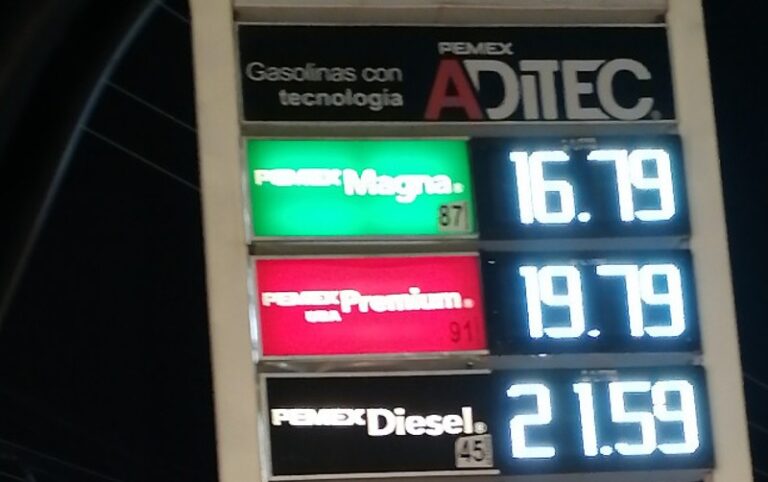 PEMEX
Gasolinas con
tecnología
ADITEC
PEMEX Magna
87
16.79
PEMEX Premium
UBA
91
19.79
PEMEX Diesel
45
21.59